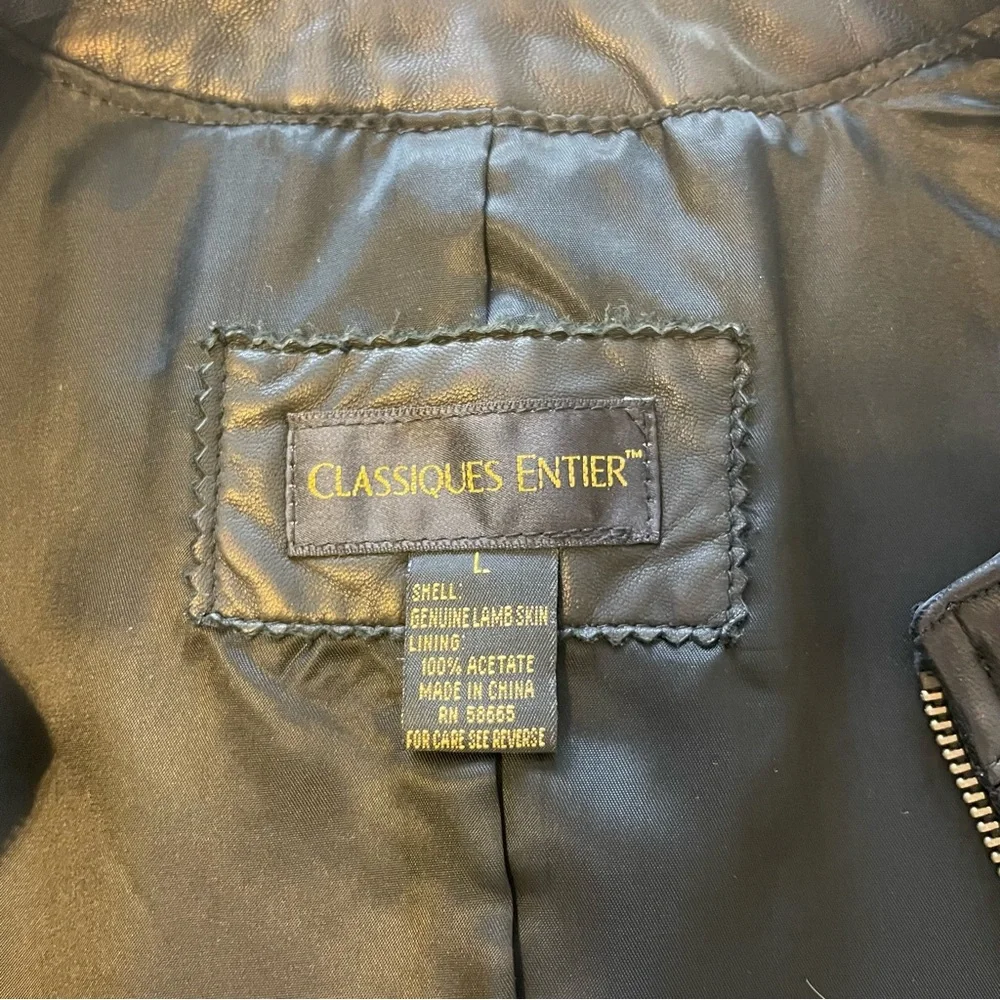 CLASSIQUES ENTIER™
L
SHELL:
GENUINE LAMB SKIN
LINING:
100% ACETATE
MADE IN CHINA
RN 58665
FOR CARE SEE REVERSE